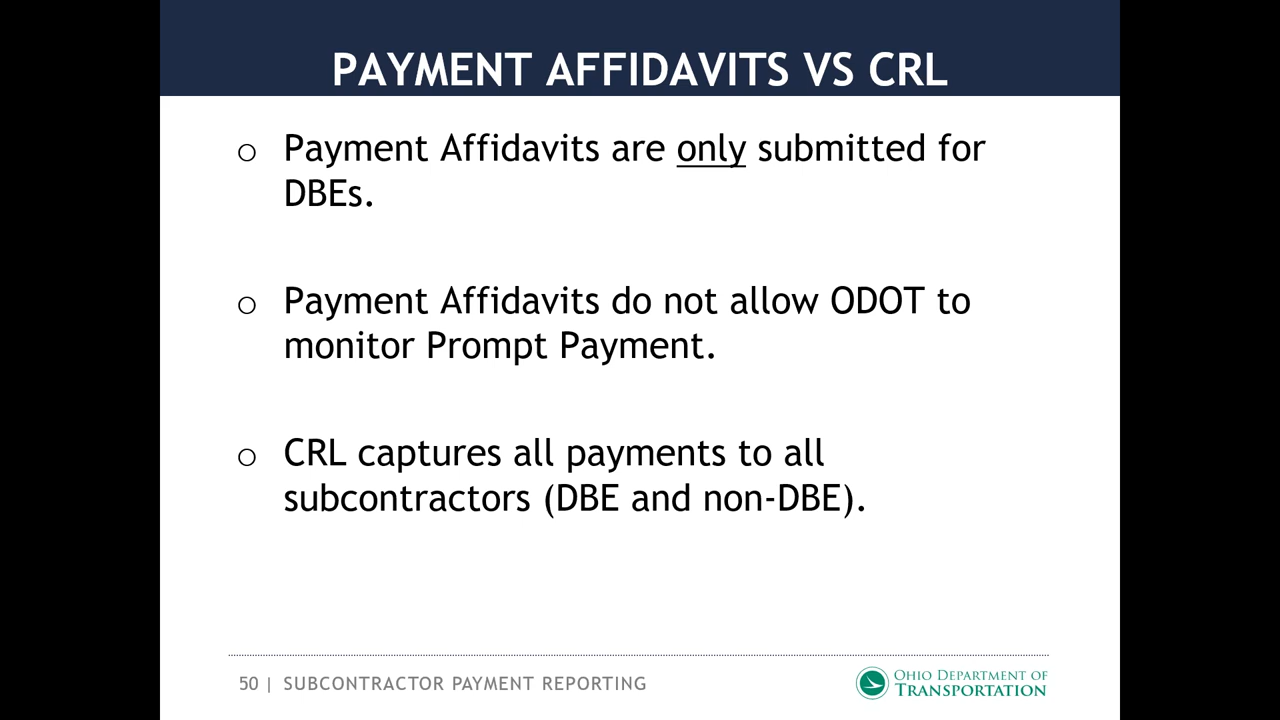 PAYMENT AFFIDAVITS VS CRL
o Payment Affidavits are only submitted for
DBEs.
o Payment Affidavits do not allow ODOT to
monitor Prompt Payment.
o CRL captures all payments to all
subcontractors (DBE and non-DBE).
50 | SUBCONTRACTOR PAYMENT REPORTING
OHIO DEPARTMENT OF
TRANSPORTATION